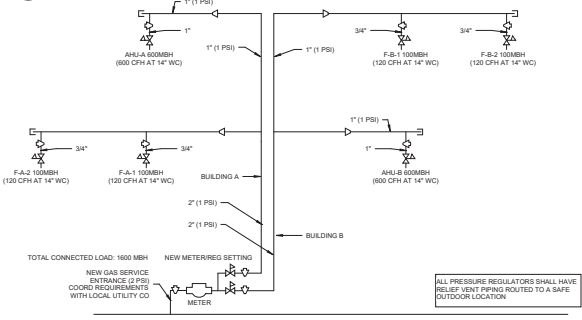 1" (1 PSI)
1"
AHU-A 600MBH
(600 CFH AT 14" WC)
1" (1 PSI)
1" (1 PSI)
3/4"
F-B-1 100MBH
(120 CFH AT 14" WC)
3/4"
F-B-2 100MBH
(120 CFH AT 14" WC)
3/4"
F-A-2 100MBH
(120 CFH AT 14" WC)
3/4"
F-A-1 100MBH
(120 CFH AT 14" WC)
1" (1 PSI)
1"
AHU-B 600MBH
(600 CFH AT 14" WC)
BUILDING A
2" (1 PSI)
2" (1 PSI)
BUILDING B
TOTAL CONNECTED LOAD: 1600 MBH
NEW METER/REG SETTING
NEW GAS SERVICE
ENTRANCE (2 PSI)
COORD REQUIREMENTS
WITH LOCAL UTILITY CO
METER
ALL PRESSURE REGULATORS SHALL HAVE
RELIEF VENT PIPING ROUTED TO A SAFE
OUTDOOR LOCATION